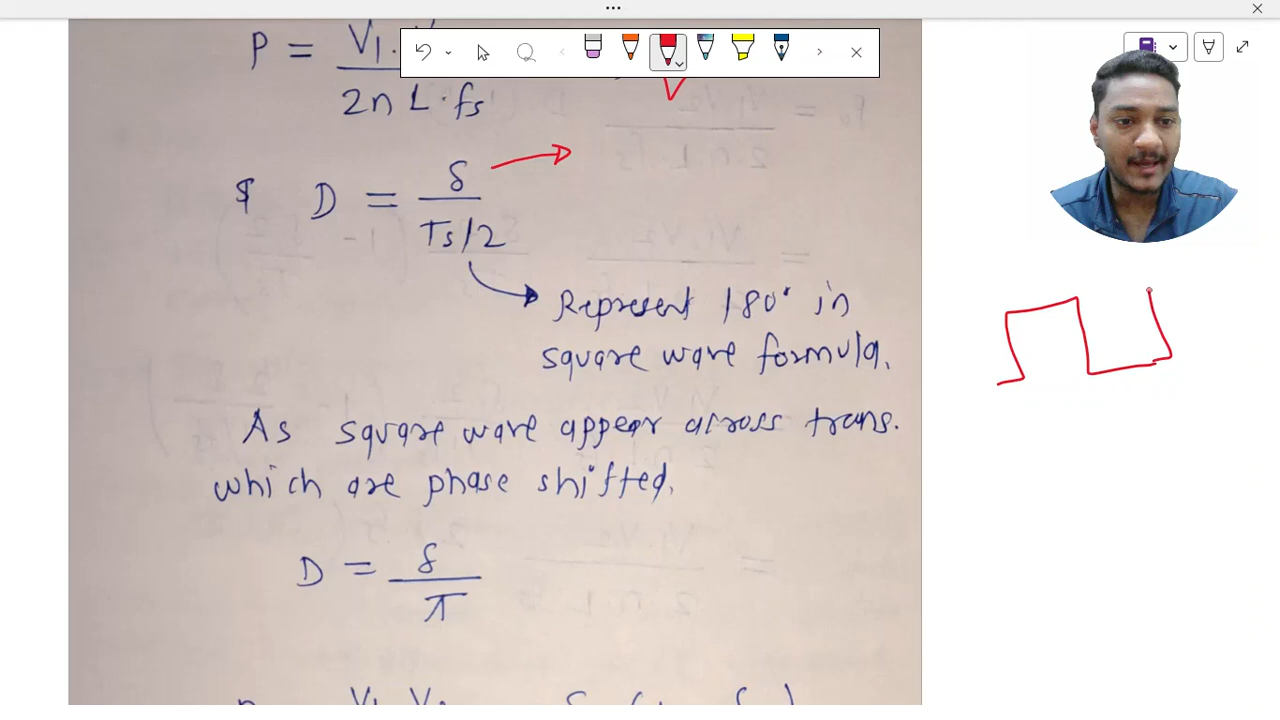 P = V1.
2n L.fs
$ D = δ
Ts/2
Represent 180° in
square wave formula.
As square wave appear across trans.
which are phase shifted.
D = δ
π